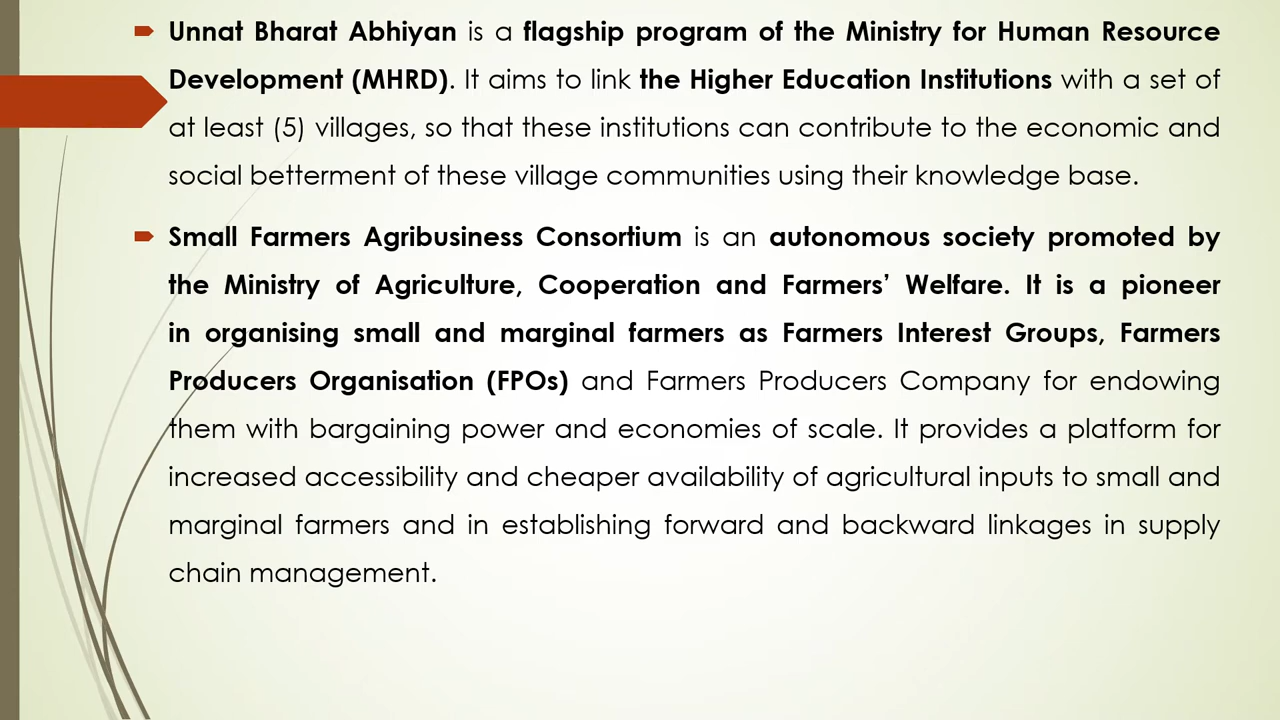 Unnat Bharat Abhiyan is a flagship program of the Ministry for Human Resource
Development (MHRD). It aims to link the Higher Education Institutions with a set of
at least (5) villages, so that these institutions can contribute to the economic and
social betterment of these village communities using their knowledge base.
Small Farmers Agribusiness Consortium is an autonomous society promoted by
the Ministry of Agriculture, Cooperation and Farmers’ Welfare. It is a pioneer
in organising small and marginal farmers as Farmers Interest Groups, Farmers
Producers Organisation (FPOs) and Farmers Producers Company for endowing
them with bargaining power and economies of scale. It provides a platform for
increased accessibility and cheaper availability of agricultural inputs to small and
marginal farmers and in establishing forward and backward linkages in supply
chain management.